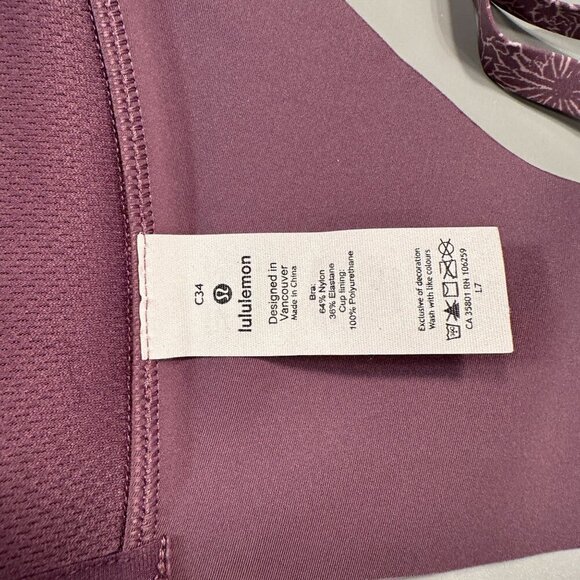 C34
lululemon
Designed in
Vancouver
Made in China
Bra:
64% Nylon
36% Elastane
Cup lining:
100% Polyurethane
Exclusive of decoration
Wash with like colours
CA 35801 RN 106259
L7